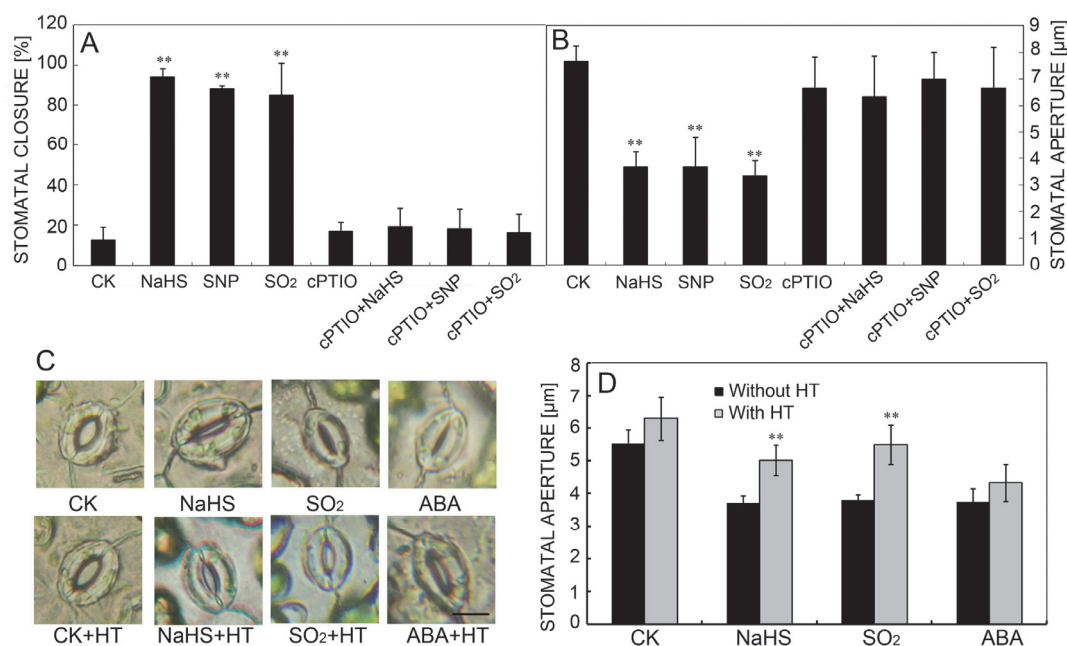 A
STOMATAL CLOSURE [%]
120
100
80
60
40
20
0
**
**
**
CK
NaHS
SNP
SO2
cPTIO
cPTIO+NaHS
cPTIO+SNP
cPTIO+SO2
B
STOMATAL APERTURE [µm]
9
8
7
6
5
4
3
2
1
0
**
**
**
CK
NaHS
SNP
SO2
cPTIO
cPTIO+NaHS
cPTIO+SNP
cPTIO+SO2
C
CK
NaHS
SO2
ABA
CK+HT
NaHS+HT
SO2+HT
ABA+HT
D
STOMATAL APERTURE [µm]
8
7
6
5
4
3
2
1
0
Without HT
With HT
**
**
CK
NaHS
SO2
ABA